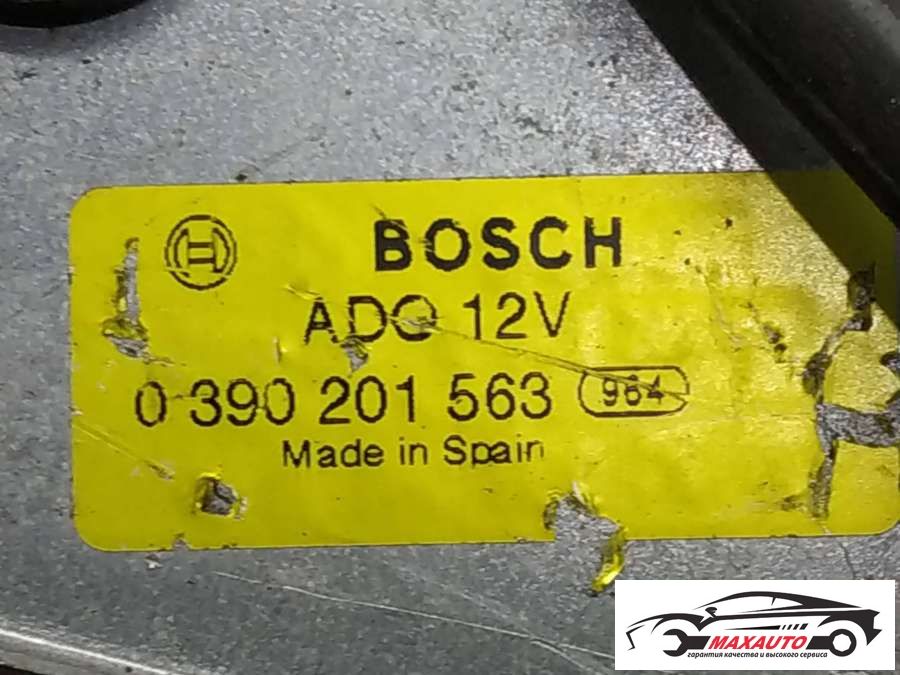 BOSCH
ADO 12V
0 390 201 563 964
Made in Spain
MAXAUTO
гарантия качества и высокого сервиса